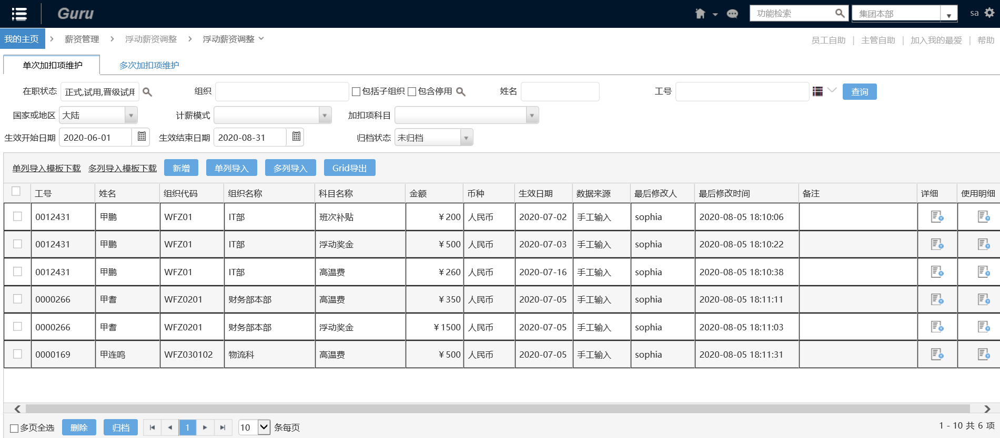 Guru 功能检索 集团本部 sa
我的主页 薪资管理 浮动薪资调整 浮动薪资调整 员工自助 | 主管自助 | 加入我的最爱 | 帮助
单次加扣项维护 多次加扣项维护
在职状态 正式,试用,晋级试用 组织 包括子组织 包含停用 姓名 工号 查询
国家或地区 大陆 计薪模式 加扣项科目
生效开始日期 2020-06-01 生效结束日期 2020-08-31 归档状态 未归档
单列导入模板下载 多列导入模板下载 新增 单列导入 多列导入 Grid导出
工号 姓名 组织代码 组织名称 科目名称 金额 币种 生效日期 数据来源 最后修改人 最后修改时间 备注 详细 使用明细
0012431 甲鹏 WFZ01 IT部 班次补贴 ¥200 人民币 2020-07-02 手工输入 sophia 2020-08-05 18:10:06
0012431 甲鹏 WFZ01 IT部 浮动奖金 ¥500 人民币 2020-07-03 手工输入 sophia 2020-08-05 18:10:22
0012431 甲鹏 WFZ01 IT部 高温费 ¥260 人民币 2020-07-16 手工输入 sophia 2020-08-05 18:10:38
0000266 甲耆 WFZ0201 财务部本部 高温费 ¥350 人民币 2020-07-05 手工输入 sophia 2020-08-05 18:11:11
0000266 甲耆 WFZ0201 财务部本部 浮动奖金 ¥1500 人民币 2020-07-05 手工输入 sophia 2020-08-05 18:11:03
0000169 甲连鸣 WFZ030102 物流科 高温费 ¥500 人民币 2020-07-05 手工输入 sophia 2020-08-05 18:11:31
多页全选 删除 归档 1 10 条每页 1 - 10 共 6 项